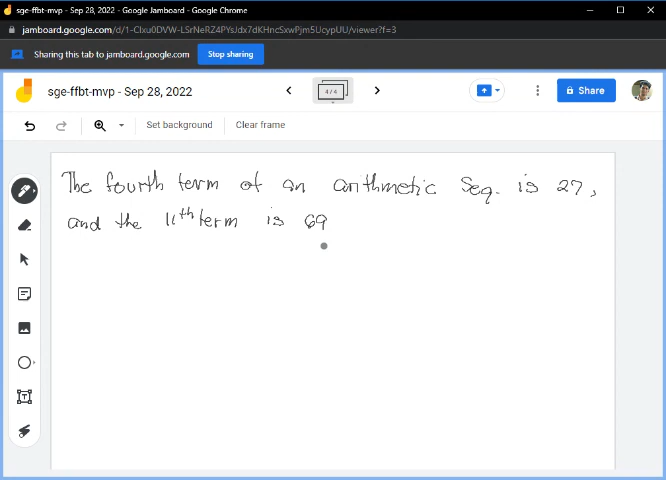 sge-ffbt-mvp - Sep 28, 2022 - Google Jamboard - Google Chrome
jamboard.google.com/d/1-CIxu0DVW-LSrNeRZ4PYsJdx7dKHncSxwPjm5UcypUU/viewer?f=3
Sharing this tab to jamboard.google.com Stop sharing
sge-ffbt-mvp - Sep 28, 2022 4/4 Share
Set background Clear frame
The fourth term of an arithmetic Seq. is 27,
and the 11th term is 69